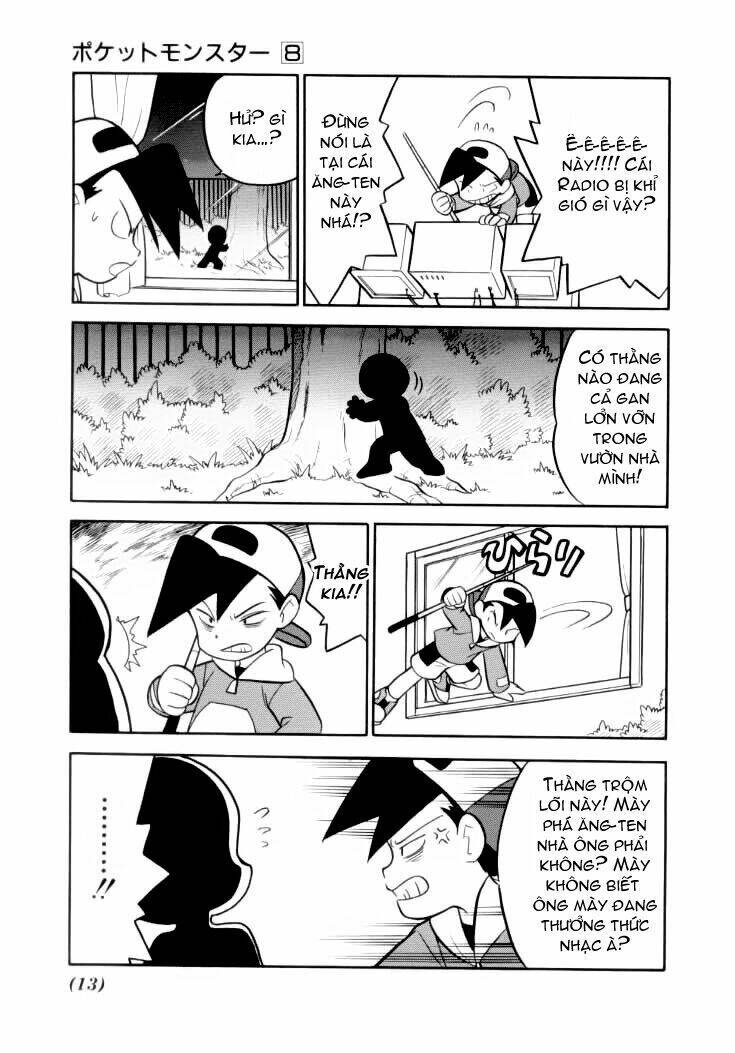 ポケットモンスター 8
Ê-Ê-Ê-Ê-Ê-
NÀY!!!! CÁI
RADIO BỊ KHỈ
GIÓ GÌ VẬY?
ĐỪNG
NÓI LÀ
TẠI CÁI
ĂNG-TEN
NÀY
NHÁ!?
HỬ? GÌ
KIA...?
CÓ THẰNG
NÀO ĐANG
CẢ GAN
LỞN VỞN
TRONG
VƯỜN NHÀ
MÌNH!
ひらり
THẰNG
KIA!!
THẰNG TRỘM
LÕI NÀY! MÀY
PHÁ ĂNG-TEN
NHÀ ÔNG PHẢI
KHÔNG? MÀY
KHÔNG BIẾT
ÔNG MÀY ĐANG
THƯỞNG THỨC
NHẠC À?
........!!
(13)